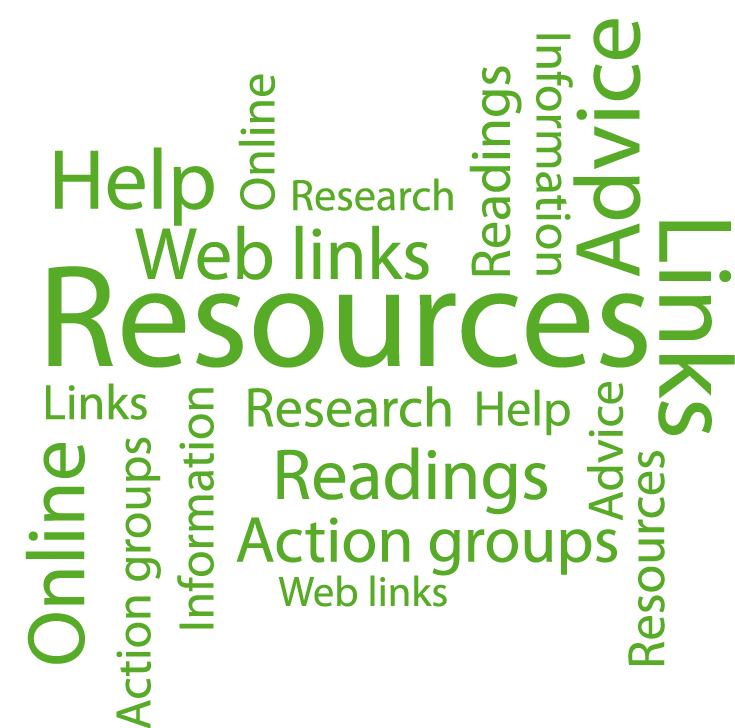 Help
Online
Research
Readings
Information
Advice
Web links
Links
Resources
Links
Information
Research
Help
Advice
Online
Action groups
Readings
Resources
Action groups
Web links